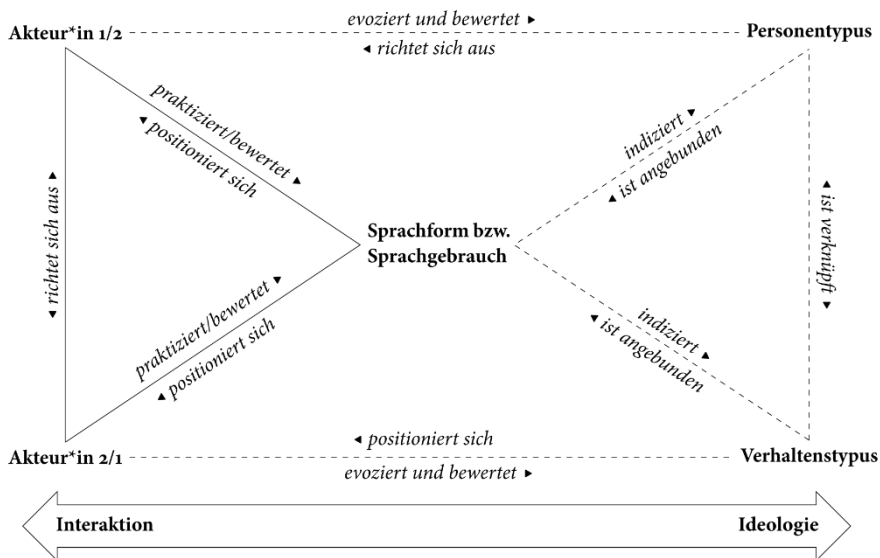 evoziert und bewertet ▸
Akteur*in 1/2
Personentypus
◂ richtet sich aus
praktiziert/bewertet ▸
◂ positioniert sich
indiziert ▸
◂ ist angebunden
◂ richtet sich aus ▸
◂ ist verknüpft ▸
Sprachform bzw.
Sprachgebrauch
praktiziert/bewertet ▸
◂ positioniert sich
indiziert ▸
◂ ist angebunden
◂ positioniert sich
Akteur*in 2/1
Verhaltenstypus
evoziert und bewertet ▸
Interaktion
Ideologie